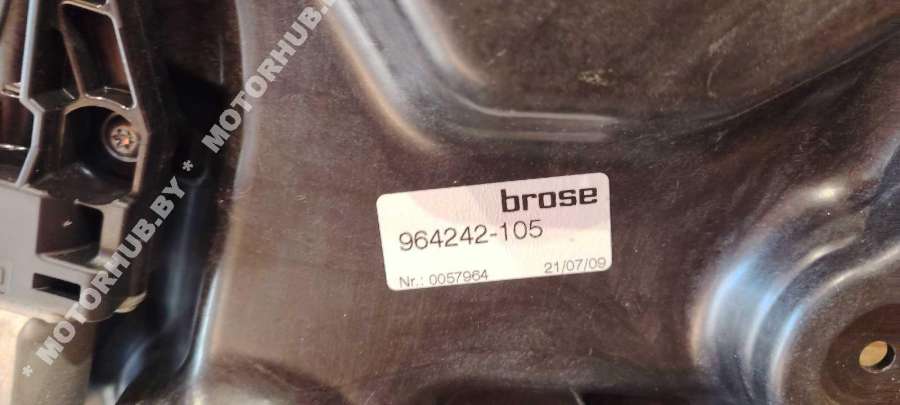 * MOTORHUB.BY * MOTORHUB.BY *
brose
964242-105
Nr.: 0057964 21/07/09